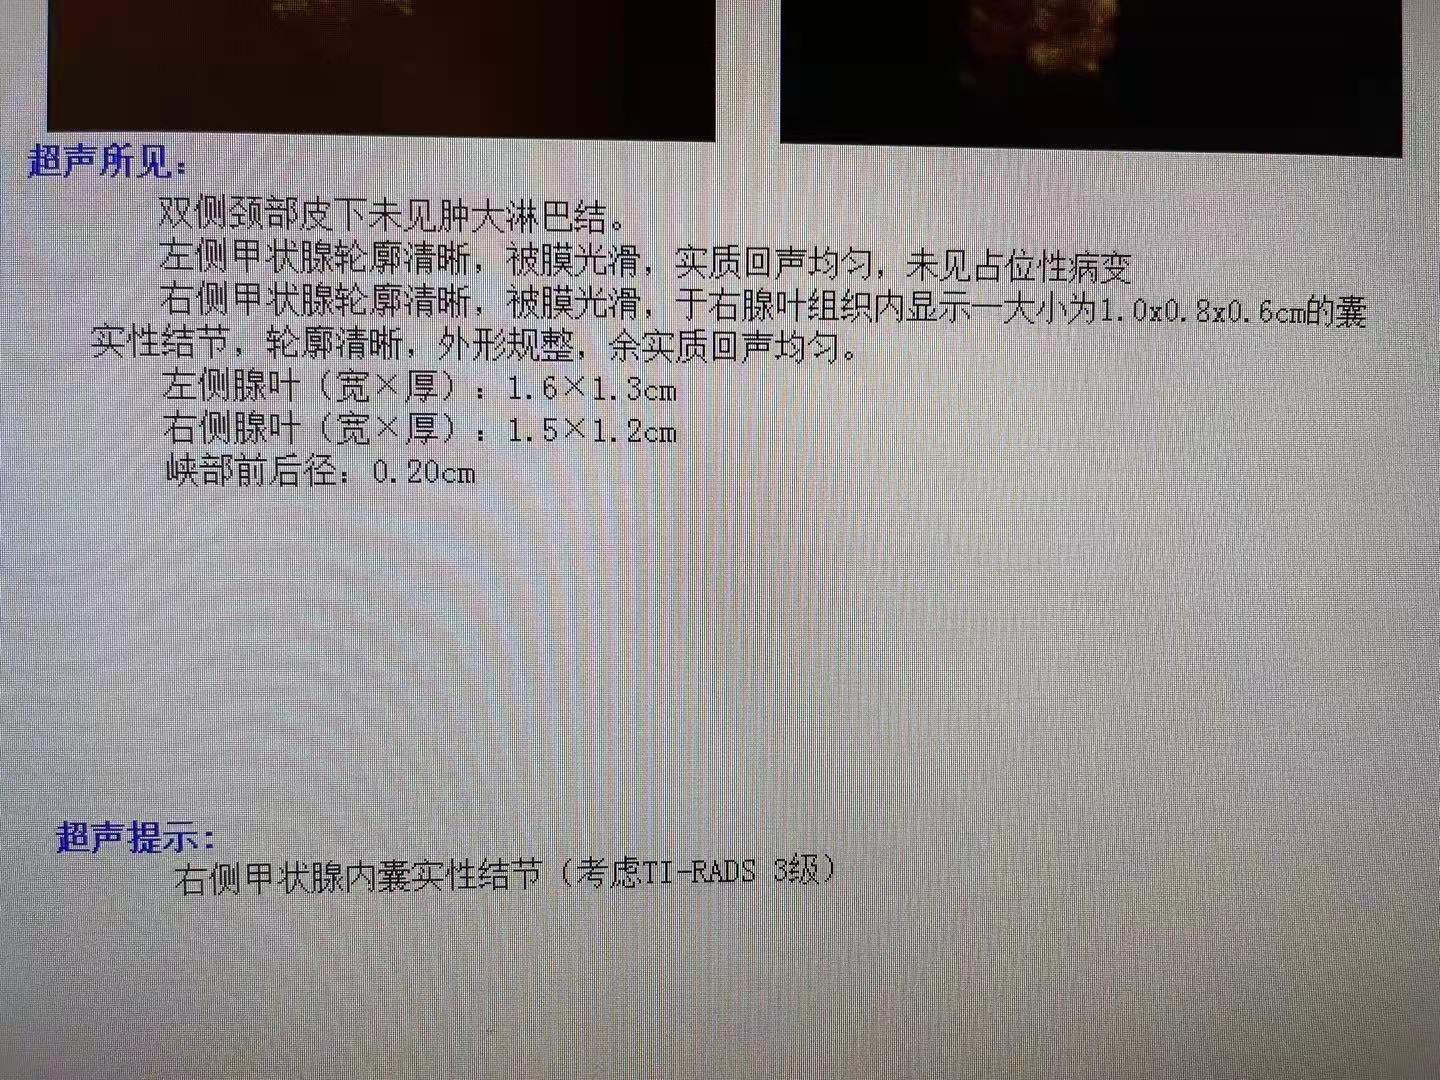 超声所见：
双侧颈部皮下未见肿大淋巴结。
左侧甲状腺轮廓清晰，被膜光滑，实质回声均匀，未见占位性病变
右侧甲状腺轮廓清晰，被膜光滑，于右腺叶组织内显示一大小为1.0x0.8x0.6cm的囊
实性结节，轮廓清晰，外形规整，余实质回声均匀。
左侧腺叶（宽×厚）：1.6×1.3cm
右侧腺叶（宽×厚）：1.5×1.2cm
峡部前后径：0.20cm
超声提示：
右侧甲状腺内囊实性结节（考虑TI-RADS 3级）